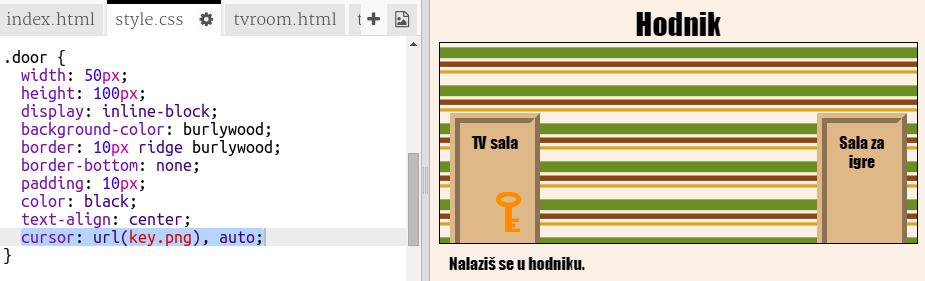 index.html
style.css
tvroom.html
t
.door {
width: 50px;
height: 100px;
display: inline-block;
background-color: burlywood;
border: 10px ridge burlywood;
border-bottom: none;
padding: 10px;
color: black;
text-align: center;
cursor: url(key.png), auto;
}
Hodnik
TV sala
Sala za
igre
Nalaziš se u hodniku.